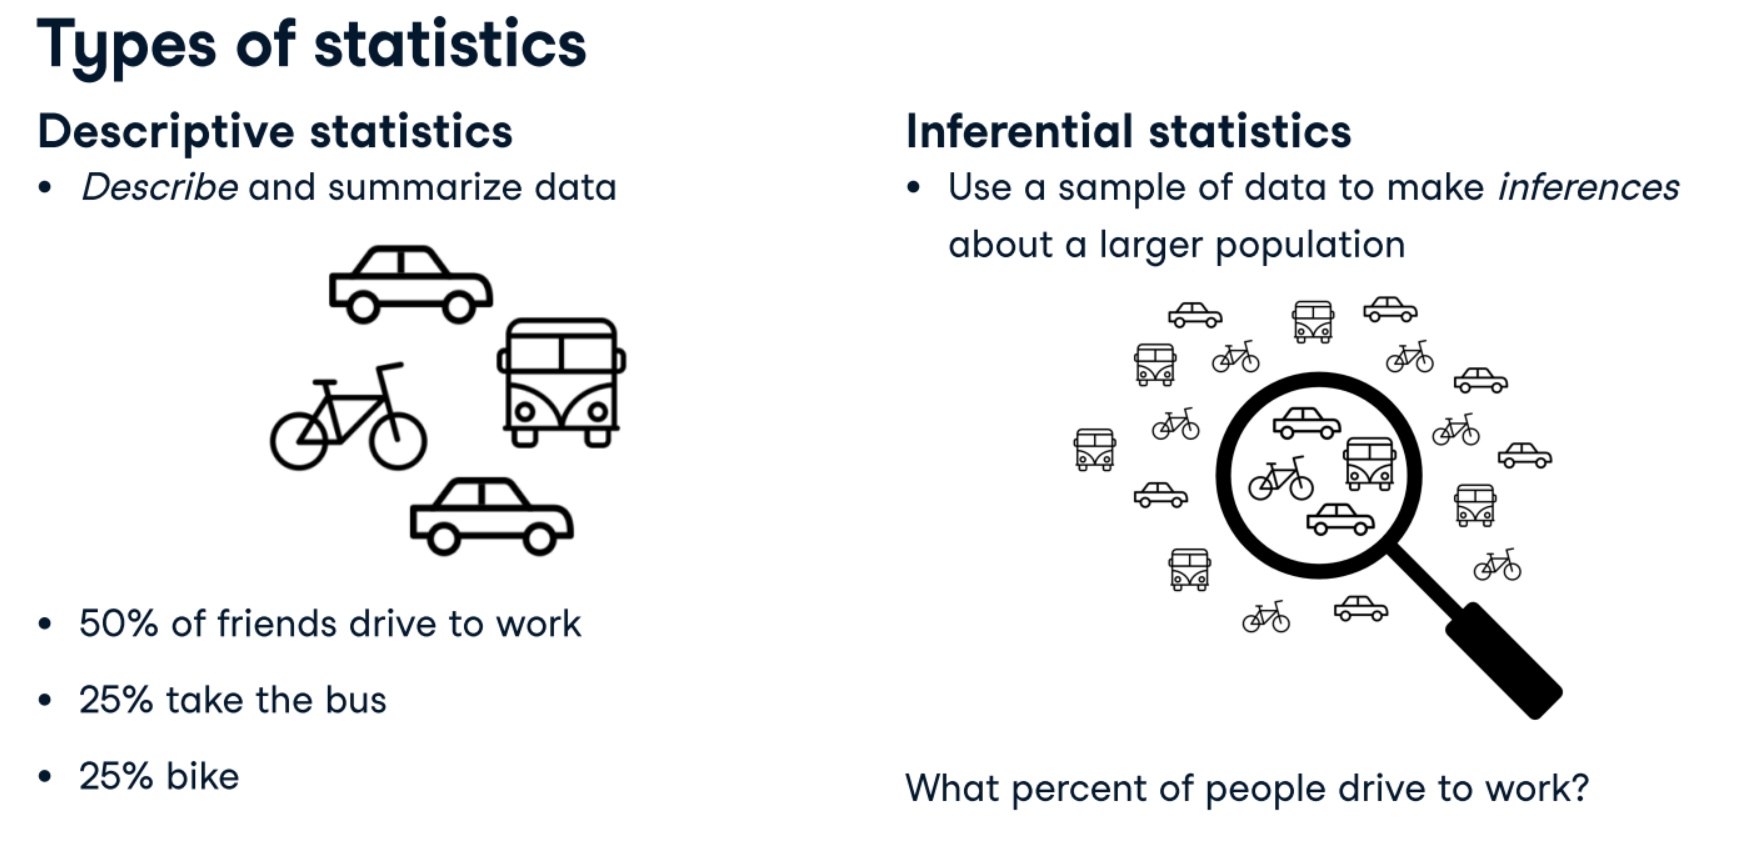 Types of statistics
Descriptive statistics
• Describe and summarize data
• 50% of friends drive to work
• 25% take the bus
• 25% bike
Inferential statistics
• Use a sample of data to make inferences
about a larger population
What percent of people drive to work?